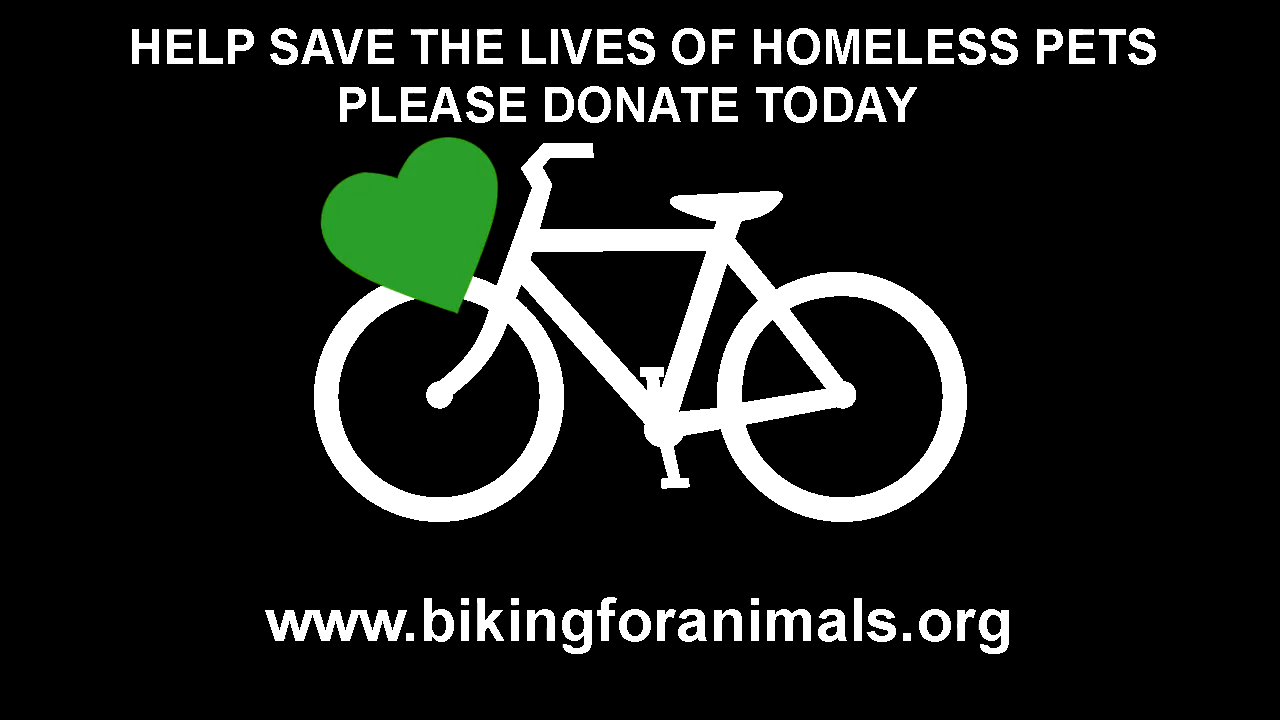 HELP SAVE THE LIVES OF HOMELESS PETS
PLEASE DONATE TODAY
www.bikingforanimals.org